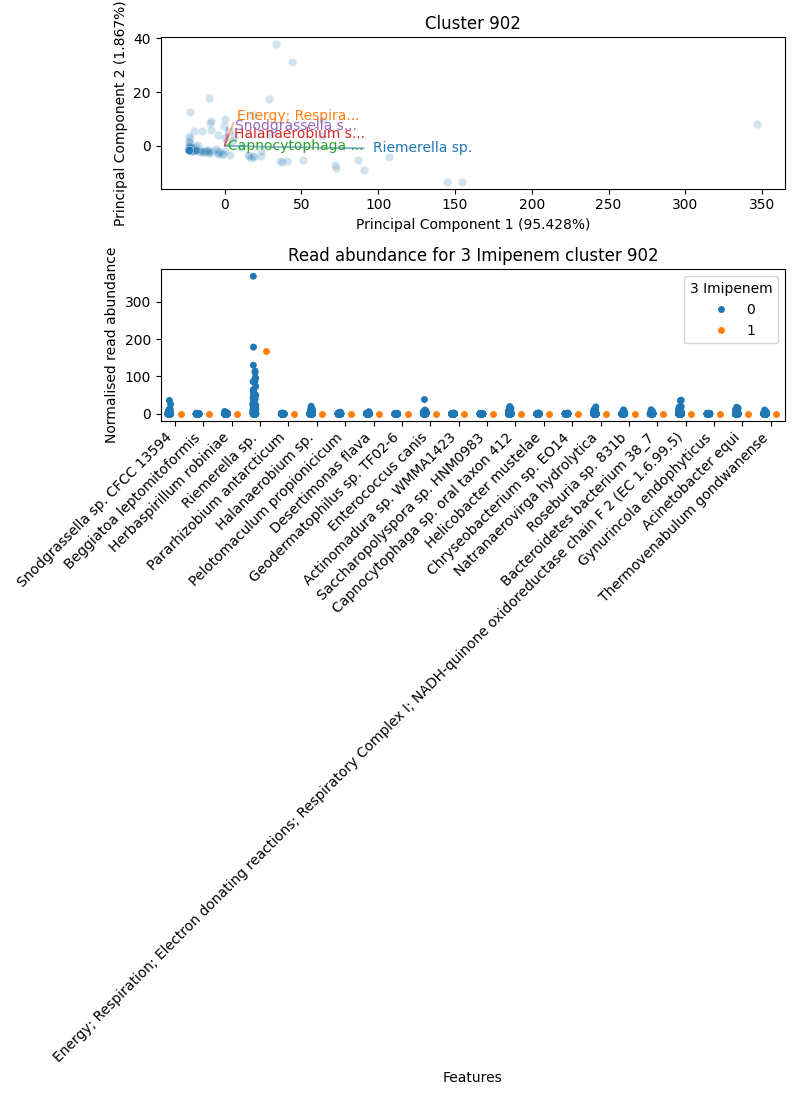 Cluster 902
Principal Component 2 (1.867%)
40
20
0
Energy; Respira...
Snodgrassella s...
Halanaerobium s...
Capnocytophaga ...
Riemerella sp.
0
50
100
150
200
250
300
350
Principal Component 1 (95.428%)
Read abundance for 3 Imipenem cluster 902
Normalised read abundance
300
200
100
0
3 Imipenem
0
1
Snodgrassella sp. CFCC 13594
Beggiatoa leptomitoformis
Herbaspirillum robiniae
Riemerella sp.
Pararhizobium antarcticum
Halanaerobium sp.
Pelotomaculum propionicicum
Desertimonas flava
Geodermatophilus sp. TF02-6
Enterococcus canis
Actinomadura sp. WMMA1423
Saccharopolyspora sp. HNM0983
Capnocytophaga sp. oral taxon 412
Helicobacter mustelae
Chryseobacterium sp. EO14
Natranaerovirga hydrolytica
Roseburia sp. 831b
Bacteroidetes bacterium 38_7
Energy; Respiration; Electron donating reactions; Respiratory Complex I; NADH-quinone oxidoreductase chain F 2 (EC 1.6.99.5)
Gynurincola endophyticus
Acinetobacter equi
Thermovenabulum gondwanense
Features